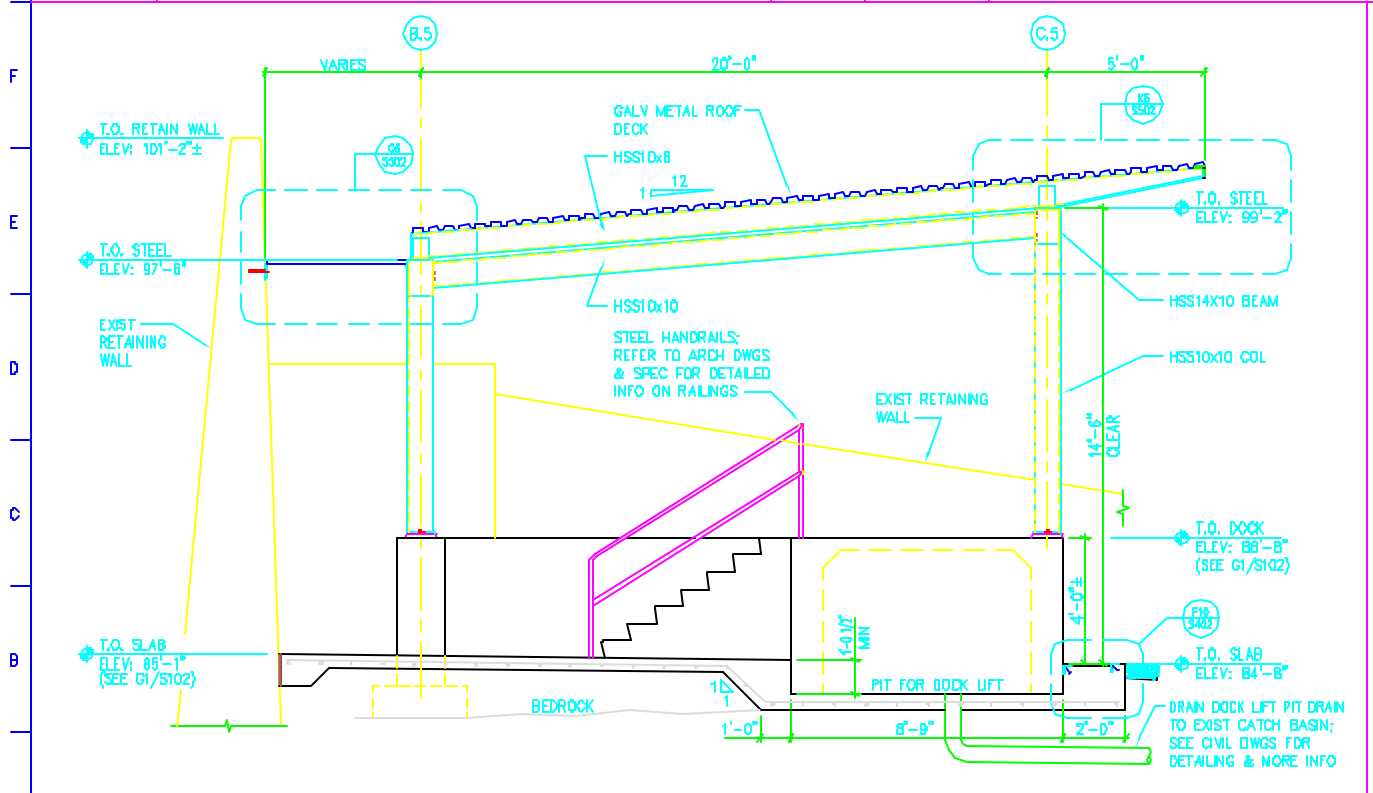 B.5
C.5
VARIES
20'-0"
5'-0"
F
E
D
C
B
T.O. RETAIN WALL
ELEV: 101'-2"±
GALV METAL ROOF
DECK
HSS10x6
12
1
S502
K6
S502
T.O. STEEL
ELEV: 99'-2"
T.O. STEEL
ELEV: 97'-6"
HSS10x10
HSS14X10 BEAM
EXIST
RETAINING
WALL
STEEL HANDRAILS;
REFER TO ARCH DWGS
& SPEC FOR DETAILED
INFO ON RAILINGS
HSS10x10 COL
EXIST RETAINING
WALL
14'-6"
CLEAR
T.O. DOCK
ELEV: 88'-8"
(SEE G1/S102)
4'-0"±
F10
S402
1'-0 1/2"
MIN
T.O. SLAB
ELEV: 85'-1"
(SEE G1/S102)
T.O. SLAB
ELEV: 84'-8"
1
1
PIT FOR DOCK LIFT
BEDROCK
1'-0"
8'-9"
2'-0"
DRAIN DOCK LIFT PIT DRAIN
TO EXIST CATCH BASIN;
SEE CIVIL DWGS FOR
DETAILING & MORE INFO